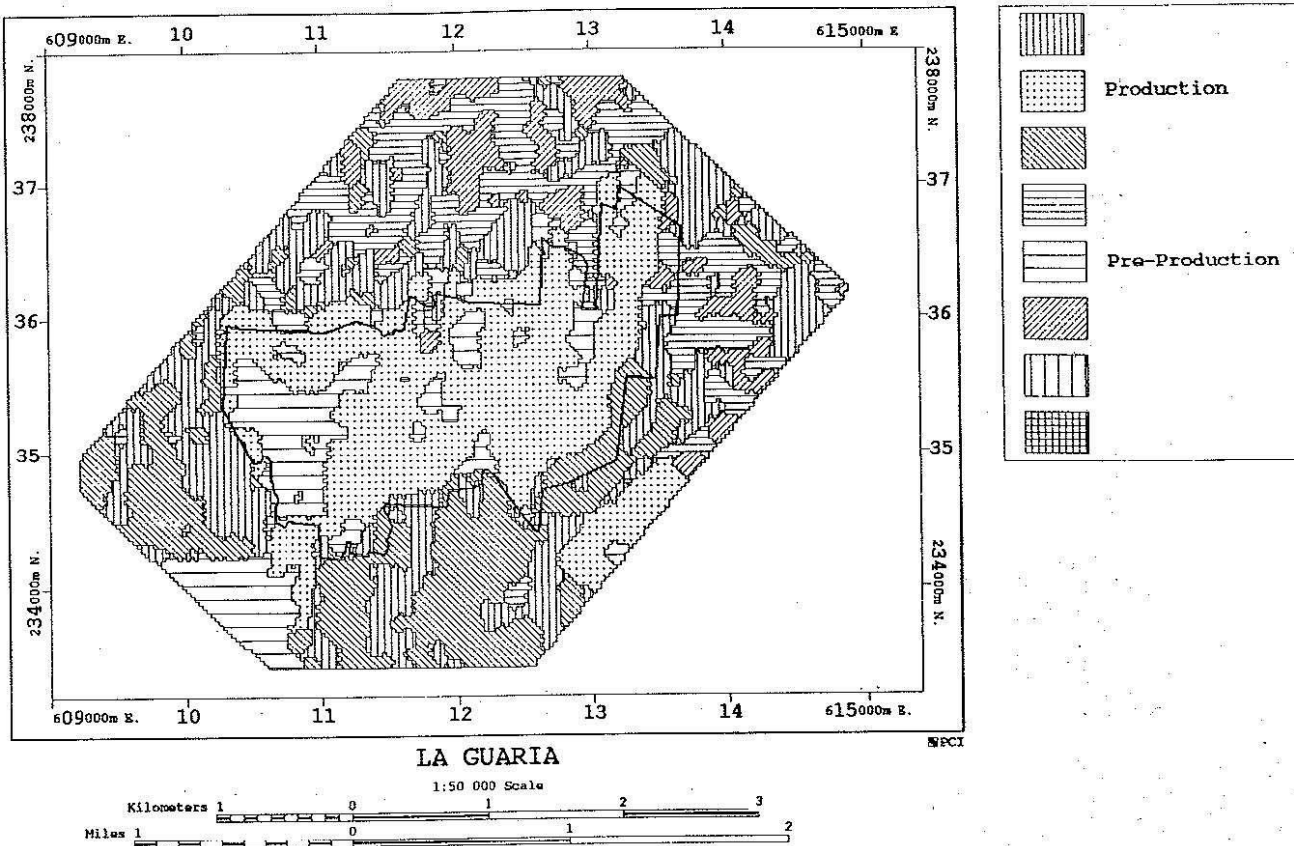 609000m E. 10 11 12 13 14 615000m E
238000m N. 238000m N.
37 37
36 36
35 35
234000m N. 234000m N.
609000m E. 10 11 12 13 14 615000m E.
Production
Pre-Production
PCI
LA GUARIA
1:50 000 Scale
Kilometers 1 0 1 2 3
Miles 1 0 1 2